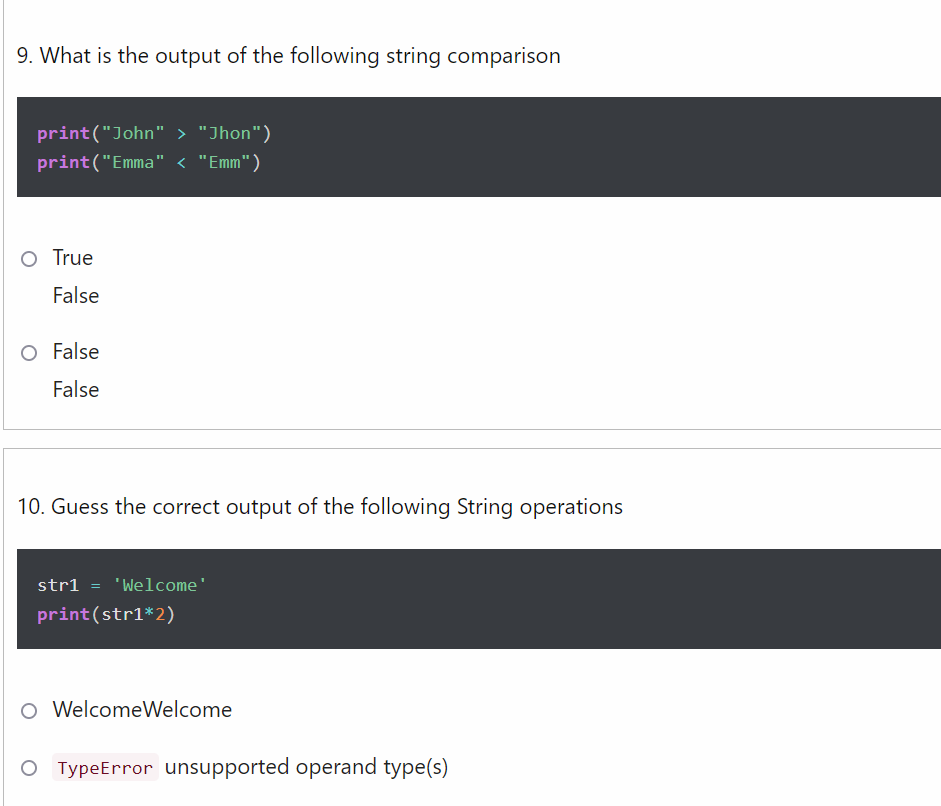 9. What is the output of the following string comparison
print("John" > "Jhon")
print("Emma" < "Emm")
True
False
False
False
10. Guess the correct output of the following String operations
str1 = 'Welcome'
print(str1*2)
WelcomeWelcome
TypeError unsupported operand type(s)